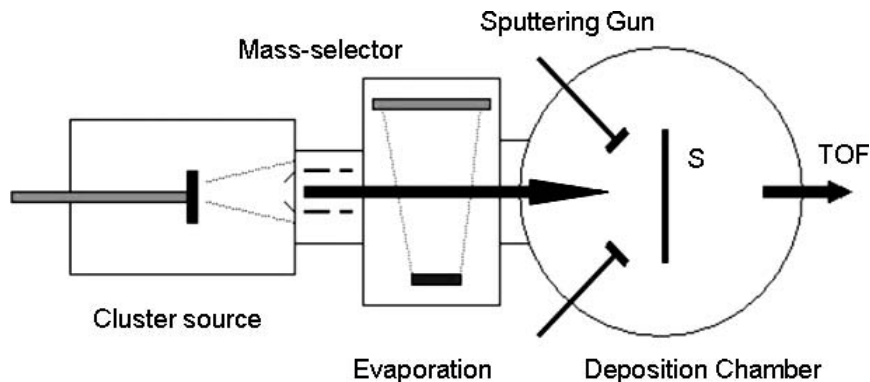 Sputtering Gun
Mass-selector
S
TOF
Cluster source
Evaporation
Deposition Chamber